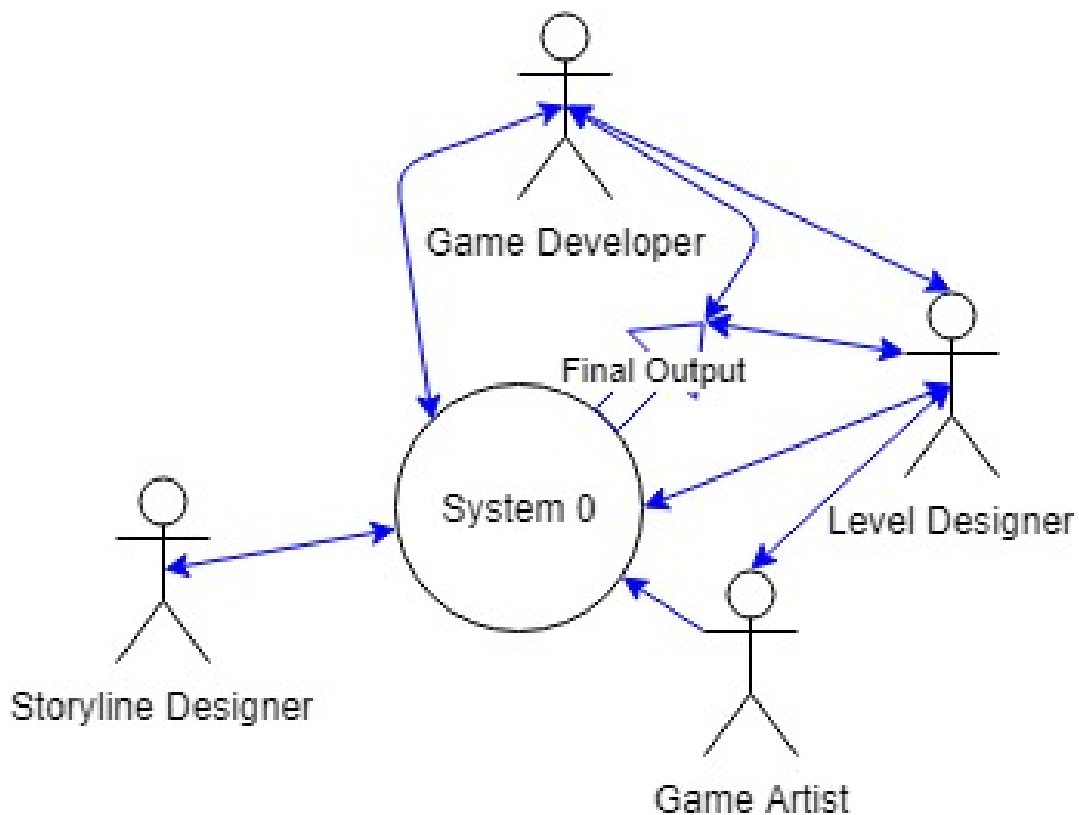 Game Developer
Final Output
System 0
Level Designer
Storyline Designer
Game Artist